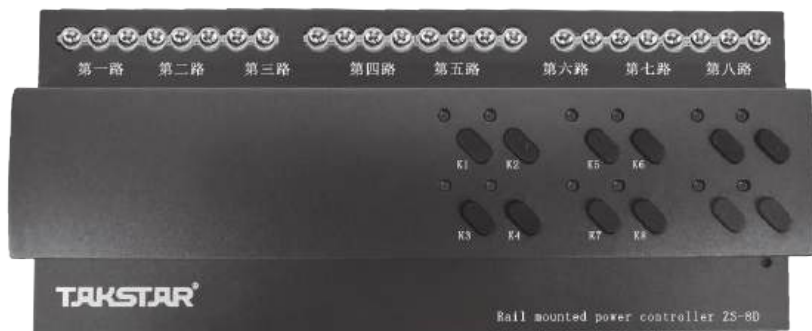 第一路 第二路 第三路 第四路 第五路 第六路 第七路 第八路
K1 K2 K5 K6
K3 K4 K7 K8
TAKSTAR®
Rail mounted power controller ZS-8D